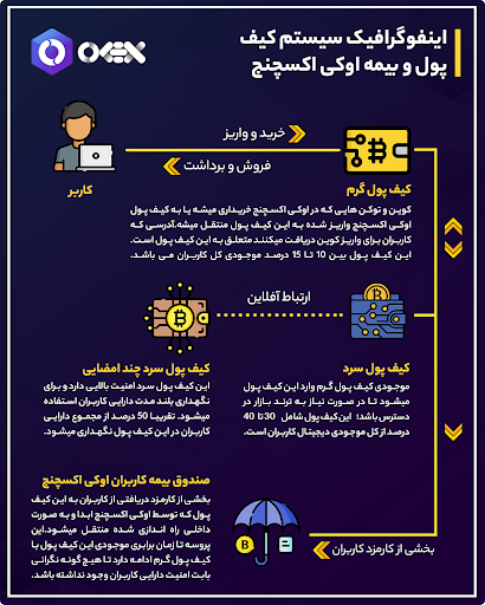 اینفوگرافیک سیستم کیف
پول و بیمه اوکی اکسچنج
خرید و واریز
فروش و برداشت
کاربر
کیف پول گرم
کوین و توکن هایی که در اوکی اکسچنج خریداری میشه یا به کیف پول
اوکی اکسچنج واریز شده به این کیف پول منتقل میشه.آدرسی که
کاربران برای واریز کوین دریافت میکنند متعلق به این کیف پول است.
این کیف پول بین 10 تا 15 درصد موجودی کل کاربران می باشد.
ارتباط آفلاین
کیف پول سرد
موجودی کیف پول گرم وارد این کیف پول
میشود تا در صورت نیاز به ترند بازار در
دسترس باشد؛ این کیف پول شامل 30 تا 40
درصد از کل موجودی دیجیتال کاربران است.
کیف پول سرد چند امضایی
این کیف پول سرد امنیت بالایی دارد و برای
نگهداری بلند مدت دارایی کاربران استفاده
میشود. تقریبا 50 درصد از مجموع دارایی
کاربران در این کیف پول نگهداری میشود.
صندوق بیمه کاربران اوکی اکسچنج
بخشی از کارمزد دریافتی از کاربران به این کیف
پول که توسط اوکی اکسچنج ابدا و به صورت
داخلی راه اندازی شده منتقل میشود.این
پروسه تا زمان برابری موجودی این کیف پول با
کیف پول گرم ادامه دارد تا هیچ گونه نگرانی
بابت امنیت دارایی کاربران وجود نداشته باشد.
بخشی از کارمزد کاربران